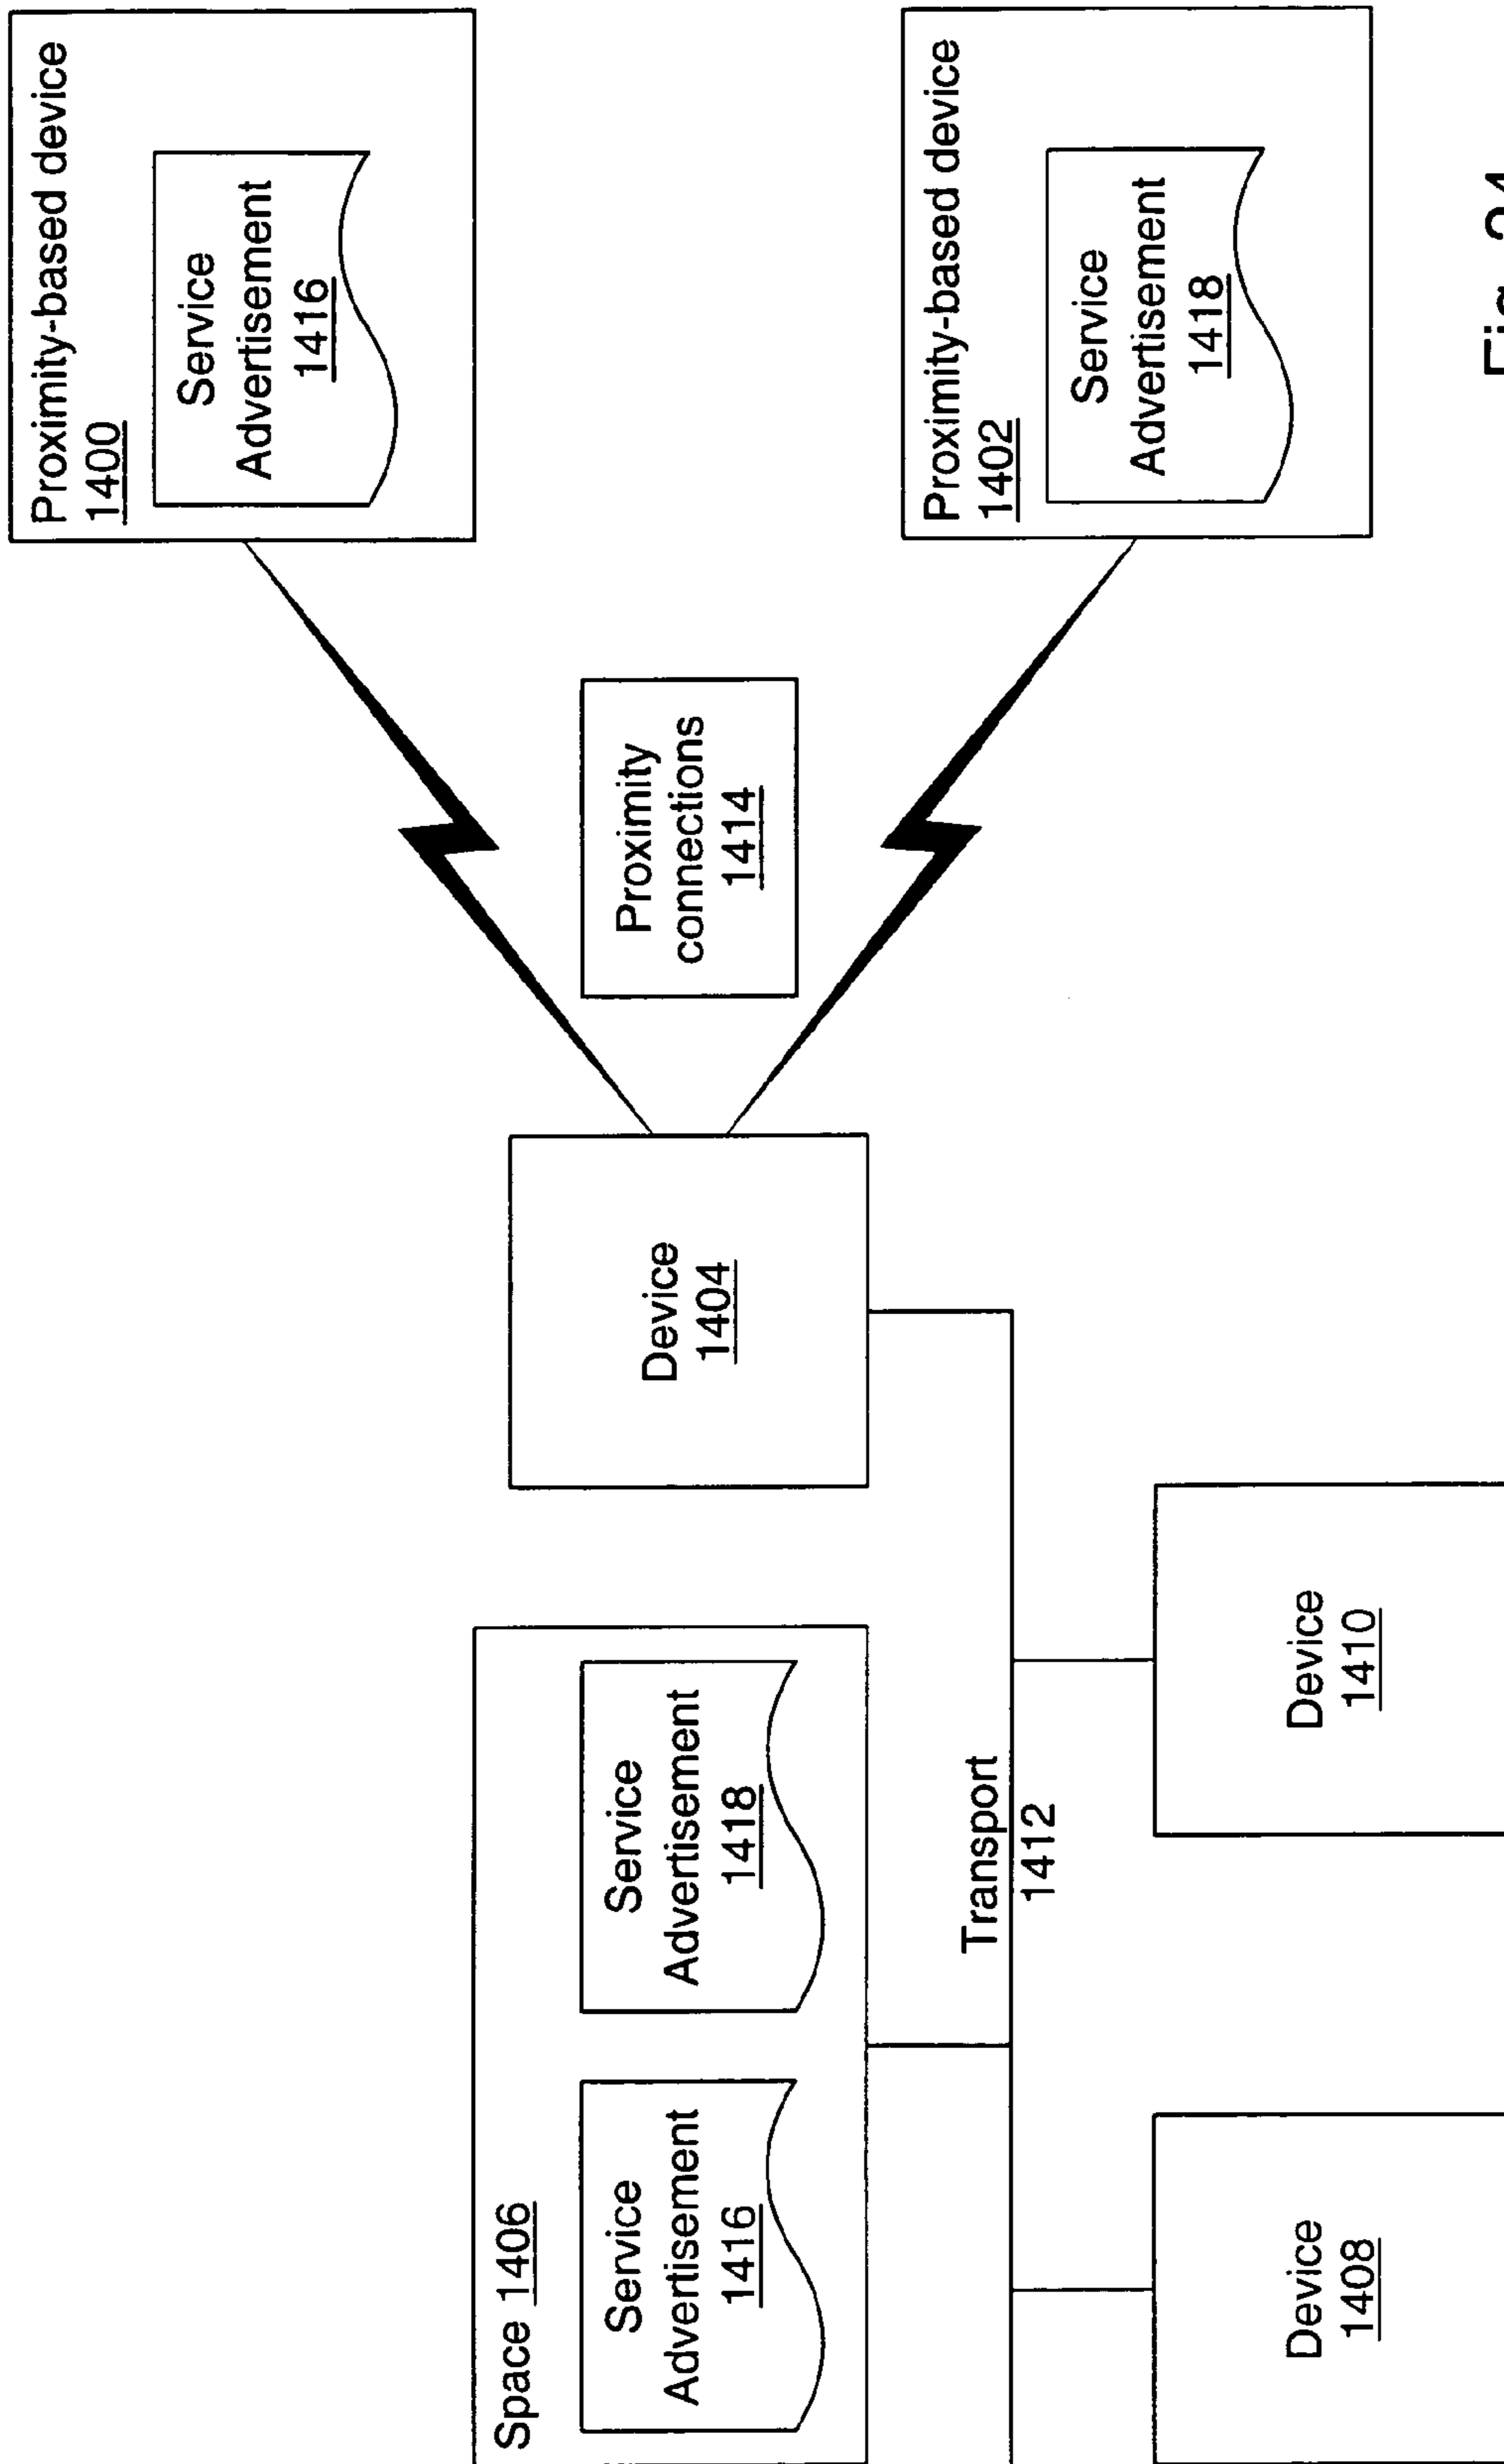 Proximity-based device
1400
Service
Advertisement
1416
Proximity
connections
1414
Proximity-based device
1402
Service
Advertisement
1418
Device
1404
Space 1406
Service
Advertisement
1416
Service
Advertisement
1418
Transport
1412
Device
1408
Device
1410
Fig.